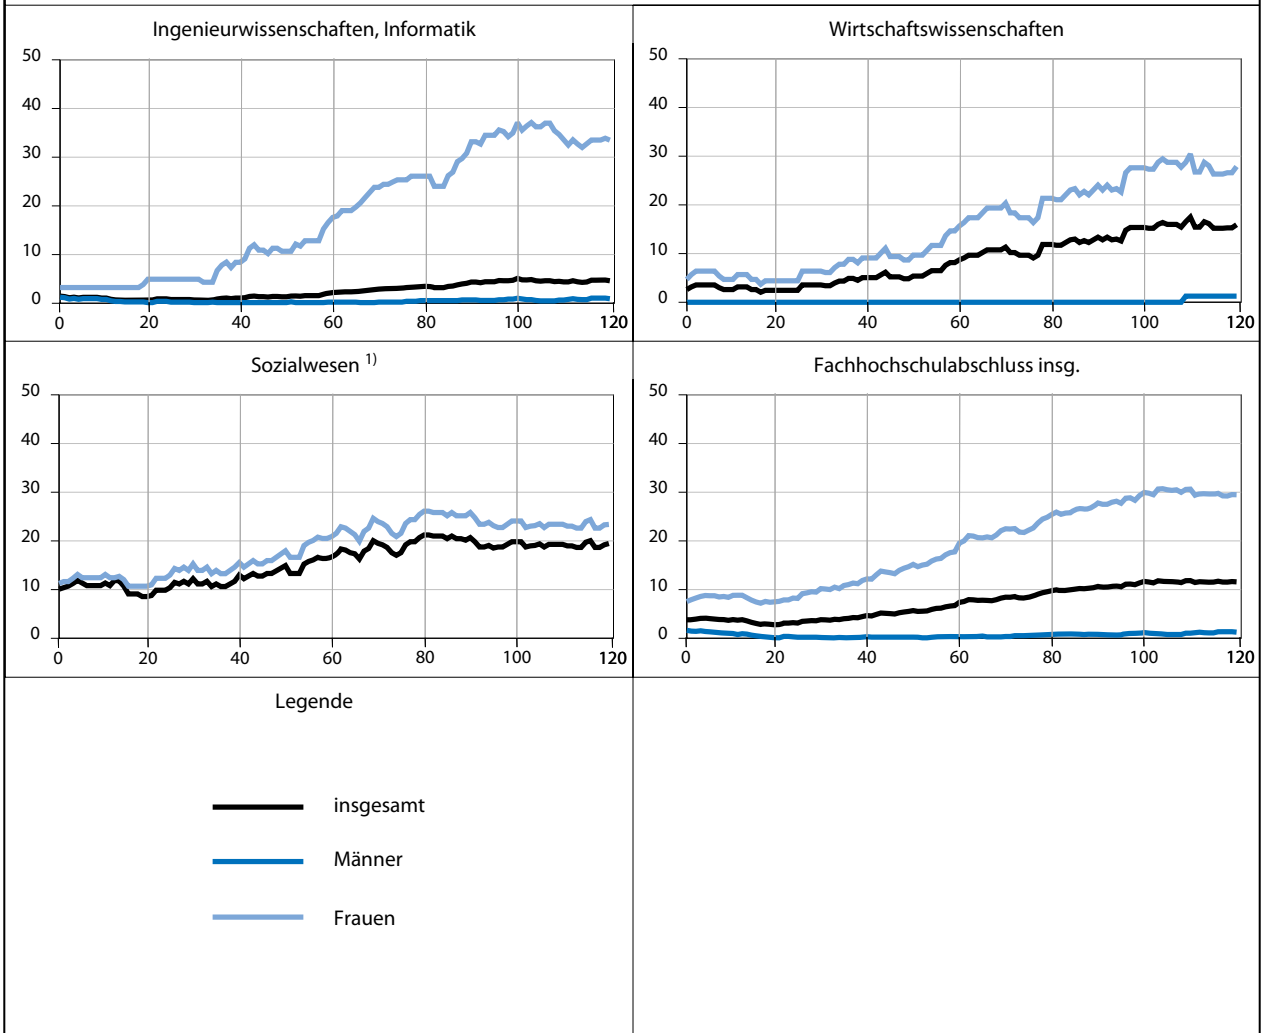 Ingenieurwissenschaften, Informatik
50
40
30
20
10
0
0 20 40 60 80 100 120
Wirtschaftswissenschaften
50
40
30
20
10
0
0 20 40 60 80 100 120
Sozialwesen 1)
50
40
30
20
10
0
0 20 40 60 80 100 120
Fachhochschulabschluss insg.
50
40
30
20
10
0
0 20 40 60 80 100 120
Legende
insgesamt
Männer
Frauen